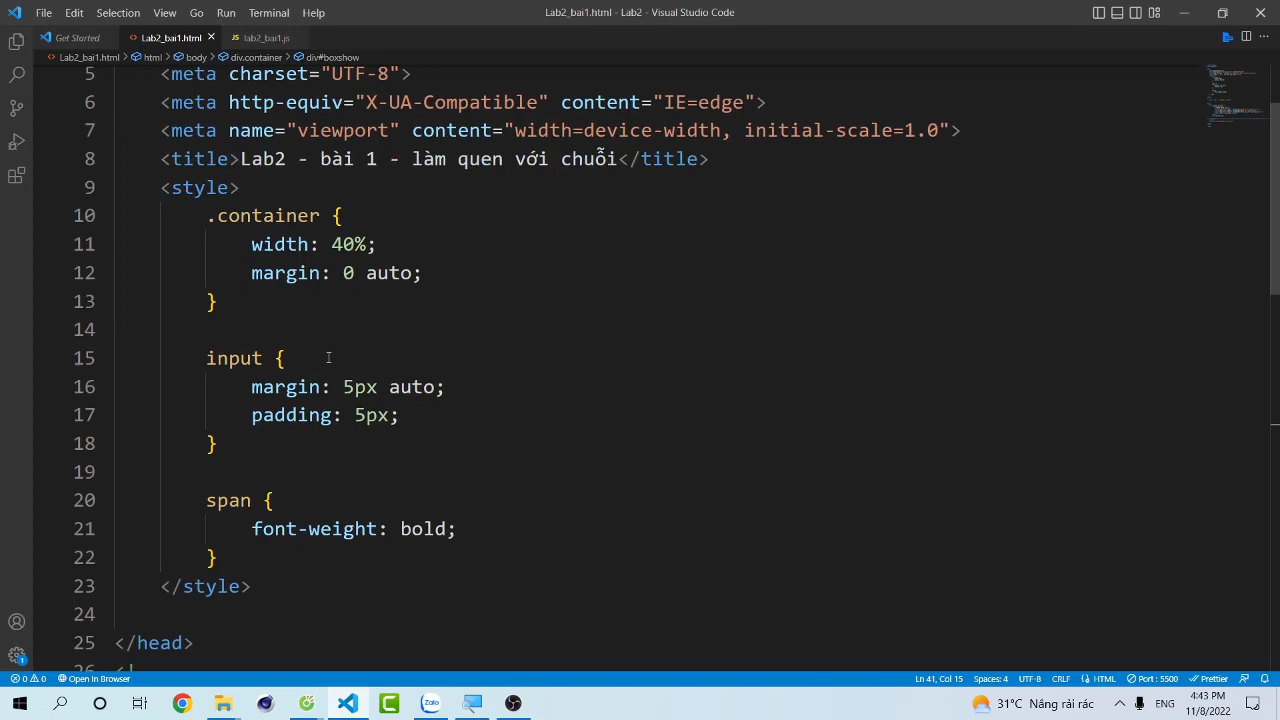 File Edit Selection View Go Run Terminal Help
Lab2_bai1.html - Lab2 - Visual Studio Code
Get Started
Lab2_bai1.html
lab2_bai1.js
Lab2_bai1.html > html > body > div.container > div#boxshow
5 <meta charset="UTF-8">
6 <meta http-equiv="X-UA-Compatible" content="IE=edge">
7 <meta name="viewport" content="width=device-width, initial-scale=1.0">
8 <title>Lab2 - bài 1 - làm quen với chuỗi</title>
9 <style>
10 .container {
11 width: 40%;
12 margin: 0 auto;
13 }
14
15 input {
16 margin: 5px auto;
17 padding: 5px;
18 }
19
20 span {
21 font-weight: bold;
22 }
23 </style>
24
25 </head>
26 <!
0 0 Open In Browser
Ln 41, Col 15 Spaces: 4 UTF-8 CRLF HTML Port : 5500 Prettier
Zalo
31°C Nắng rải rác
ENG
4:43 PM
11/8/2022